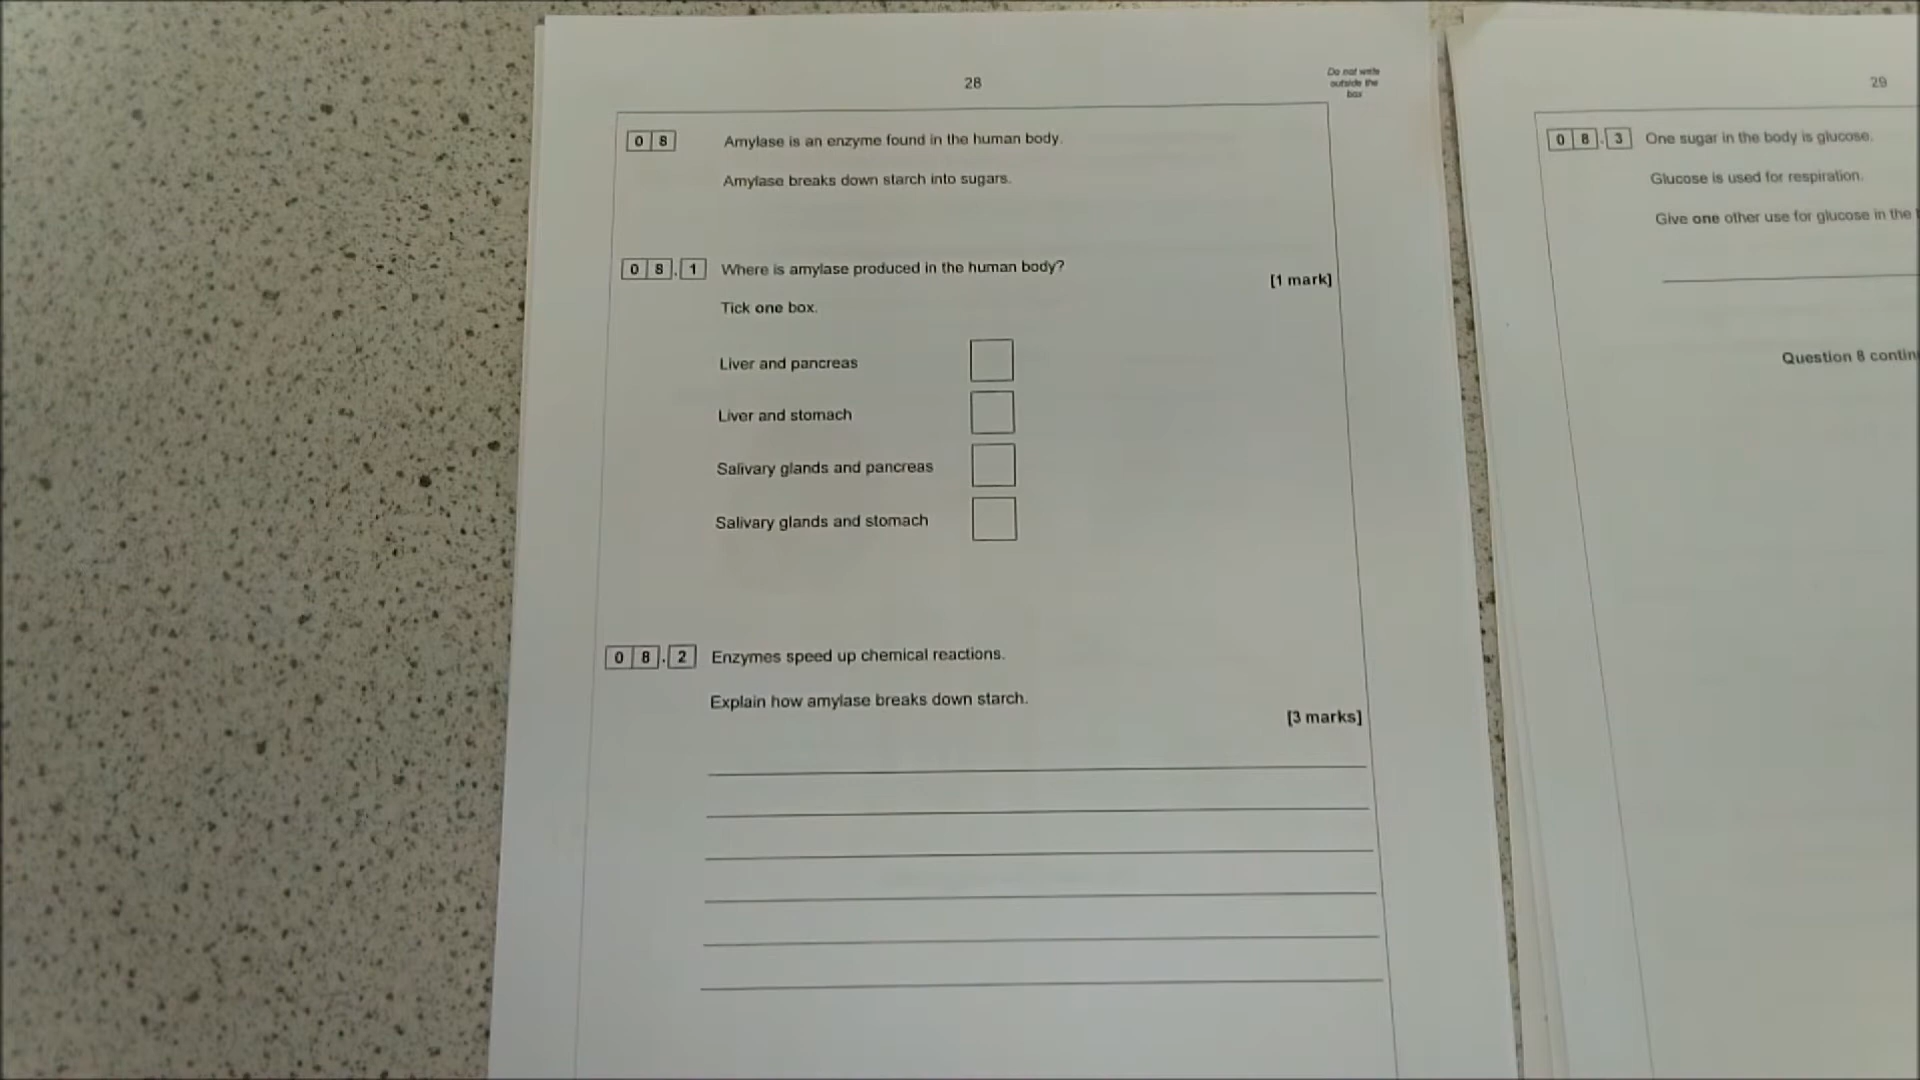 28
Do not write
outside the
box
0 8 Amylase is an enzyme found in the human body.
Amylase breaks down starch into sugars.
0 8 . 1 Where is amylase produced in the human body?
[1 mark]
Tick one box.
Liver and pancreas
Liver and stomach
Salivary glands and pancreas
Salivary glands and stomach
0 8 . 2 Enzymes speed up chemical reactions.
Explain how amylase breaks down starch.
[3 marks]
29
0 8 . 3 One sugar in the body is glucose.
Glucose is used for respiration.
Give one other use for glucose in the
Question 8 contin